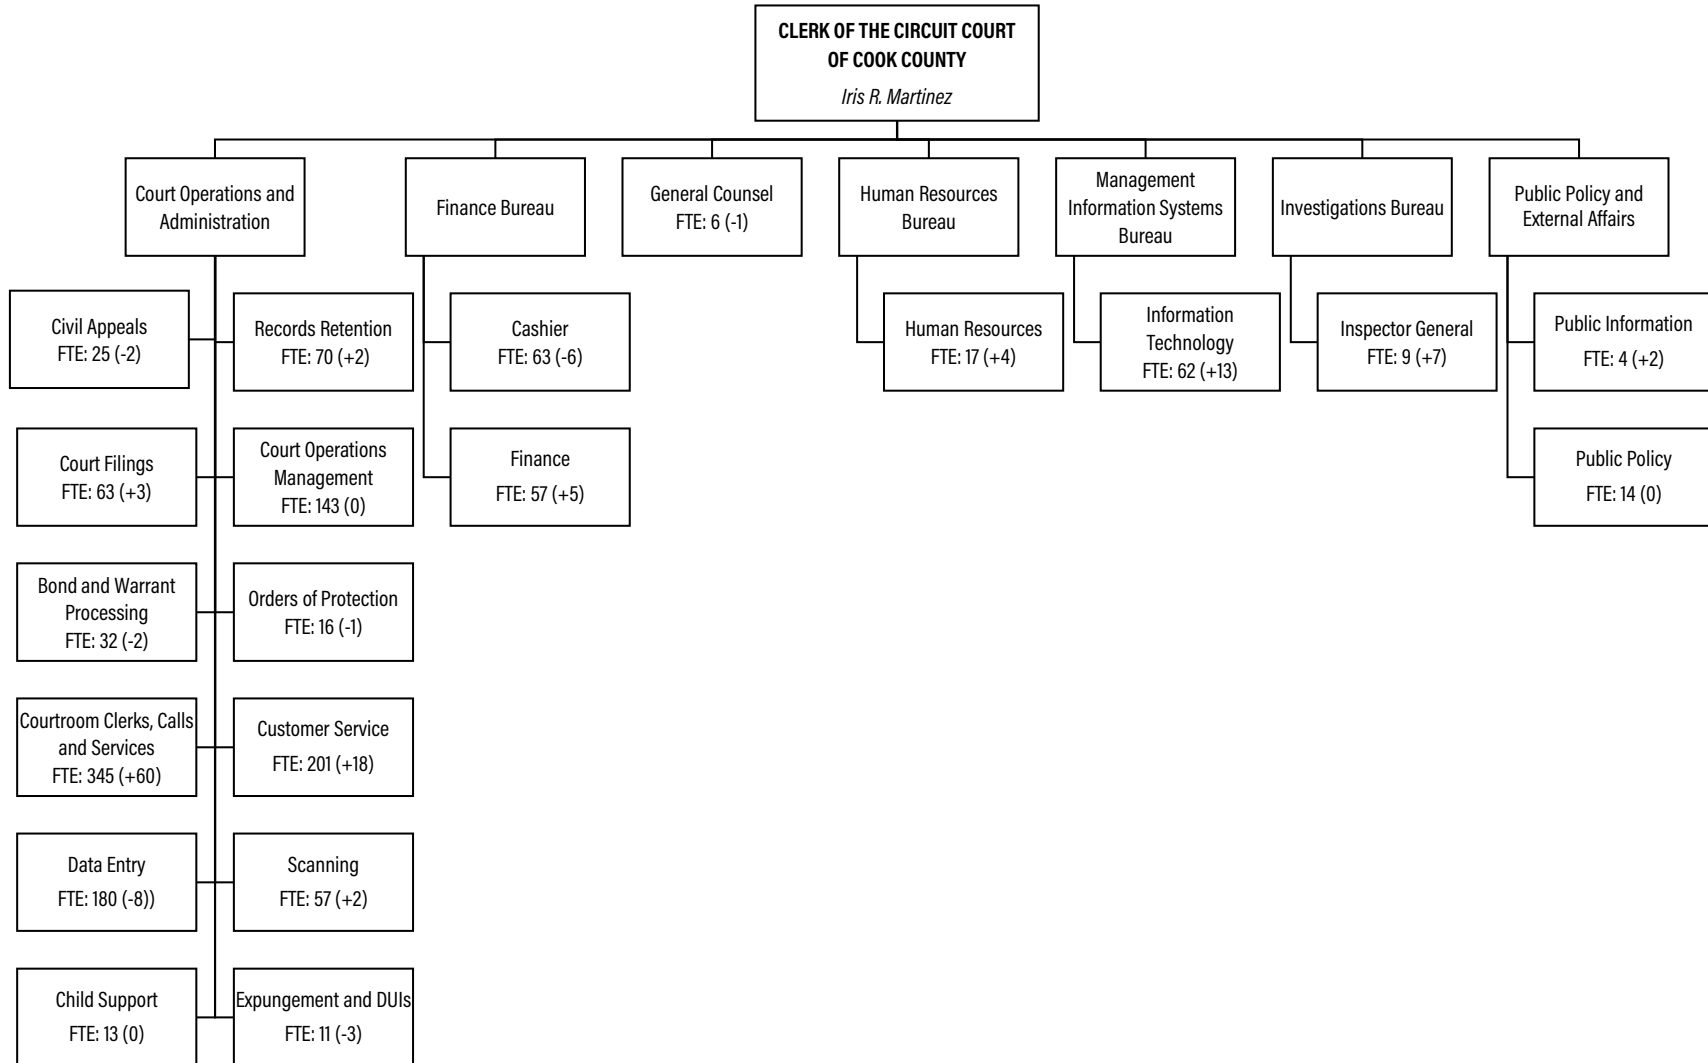 CLERK OF THE CIRCUIT COURT
OF COOK COUNTY
Iris R. Martinez
Court Operations and
Administration
Finance Bureau
General Counsel
FTE: 6 (-1)
Human Resources
Bureau
Management
Information Systems
Bureau
Investigations Bureau
Public Policy and
External Affairs
Civil Appeals
FTE: 25 (-2)
Records Retention
FTE: 70 (+2)
Cashier
FTE: 63 (-6)
Human Resources
FTE: 17 (+4)
Information
Technology
FTE: 62 (+13)
Inspector General
FTE: 9 (+7)
Public Information
FTE: 4 (+2)
Court Filings
FTE: 63 (+3)
Court Operations
Management
FTE: 143 (0)
Finance
FTE: 57 (+5)
Public Policy
FTE: 14 (0)
Bond and Warrant
Processing
FTE: 32 (-2)
Orders of Protection
FTE: 16 (-1)
Courtroom Clerks, Calls
and Services
FTE: 345 (+60)
Customer Service
FTE: 201 (+18)
Data Entry
FTE: 180 (-8))
Scanning
FTE: 57 (+2)
Child Support
FTE: 13 (0)
Expungement and DUIs
FTE: 11 (-3)